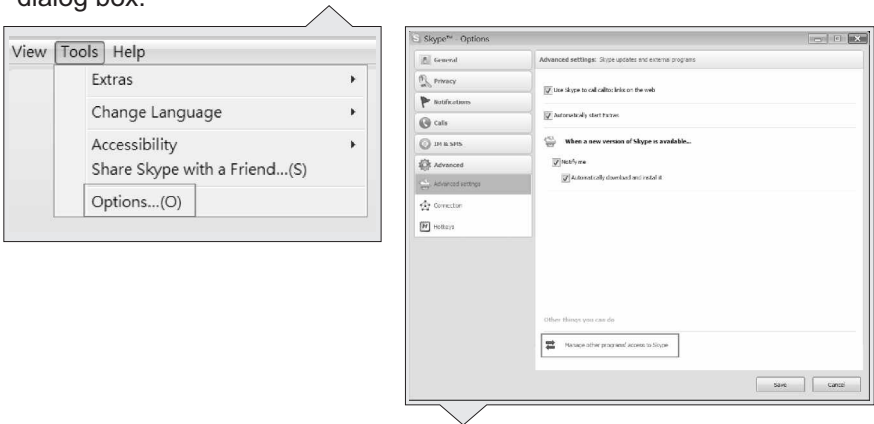 dialog box.
View Tools Help
Extras
Change Language
Accessibility
Share Skype with a Friend...(S)
Options...(O)
Skype™ - Options
General
Privacy
Notifications
Calls
IM & SMS
Advanced
Advanced settings
Connection
Hotkeys
Advanced settings: Skype updates and external programs
Use Skype to call callto: links on the web
Automatically start Extras
When a new version of Skype is available...
Notify me
Automatically download and install it
Other things you can do
Manage other programs' access to Skype
Save Cancel